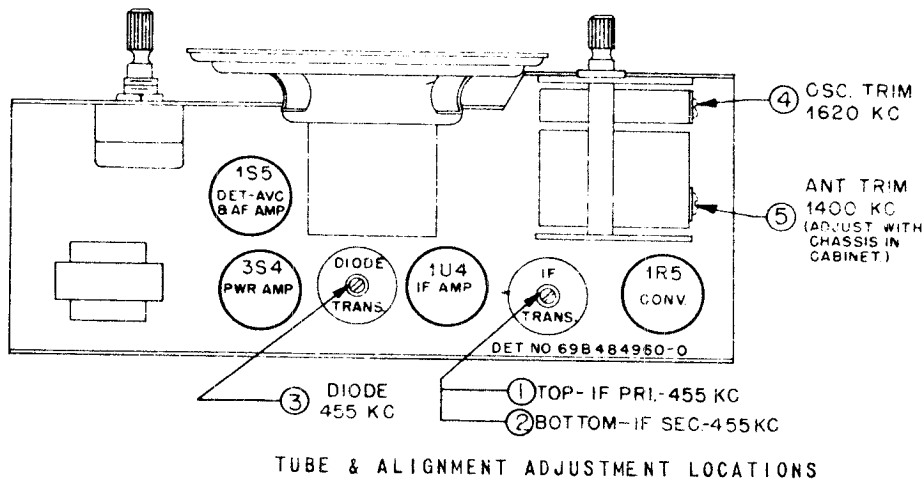 ④ OSC. TRIM
1620 KC
⑤ ANT TRIM
1400 KC
(ADJUST WITH
CHASSIS IN
CABINET.)
1S5
DET-AVC
& AF AMP
3S4
PWR AMP
DIODE
TRANS.
1U4
IF AMP
IF
TRANS.
1R5
CONV.
DET NO 69B484960-0
③ DIODE
455 KC
① TOP-IF PRI.-455 KC
② BOTTOM-IF SEC.-455KC
TUBE & ALIGNMENT ADJUSTMENT LOCATIONS